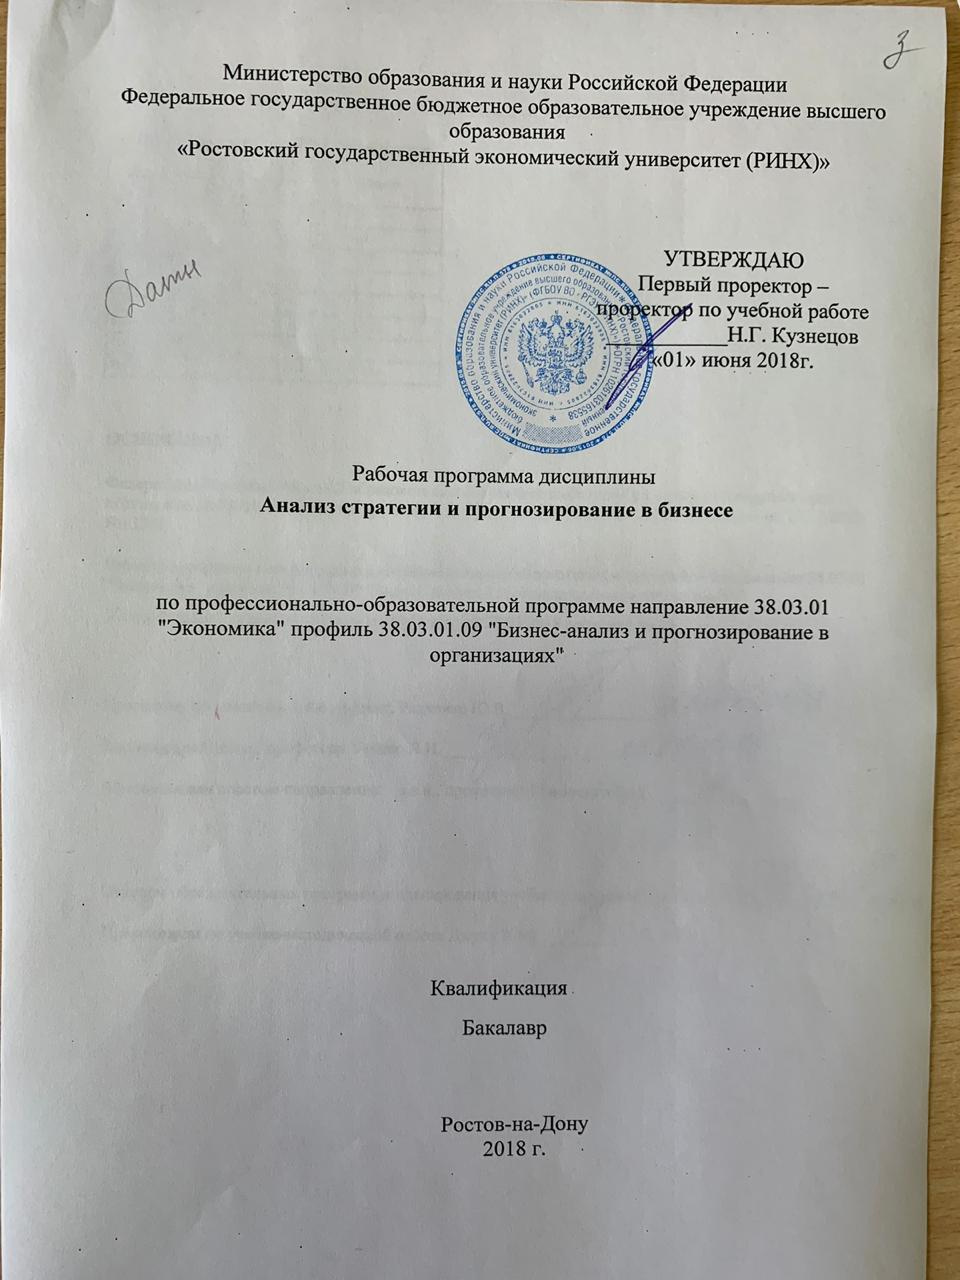 З
Министерство образования и науки Российской Федерации
Федеральное государственное бюджетное образовательное учреждение высшего
образования
«Ростовский государственный экономический университет (РИНХ)»
Даты
УТВЕРЖДАЮ
Первый проректор –
проректор по учебной работе
____________Н.Г. Кузнецов
«01» июня 2018г.
Рабочая программа дисциплины
Анализ стратегии и прогнозирование в бизнесе
по профессионально-образовательной программе направление 38.03.01
"Экономика" профиль 38.03.01.09 "Бизнес-анализ и прогнозирование в
организациях"
Квалификация
Бакалавр
Ростов-на-Дону
2018 г.